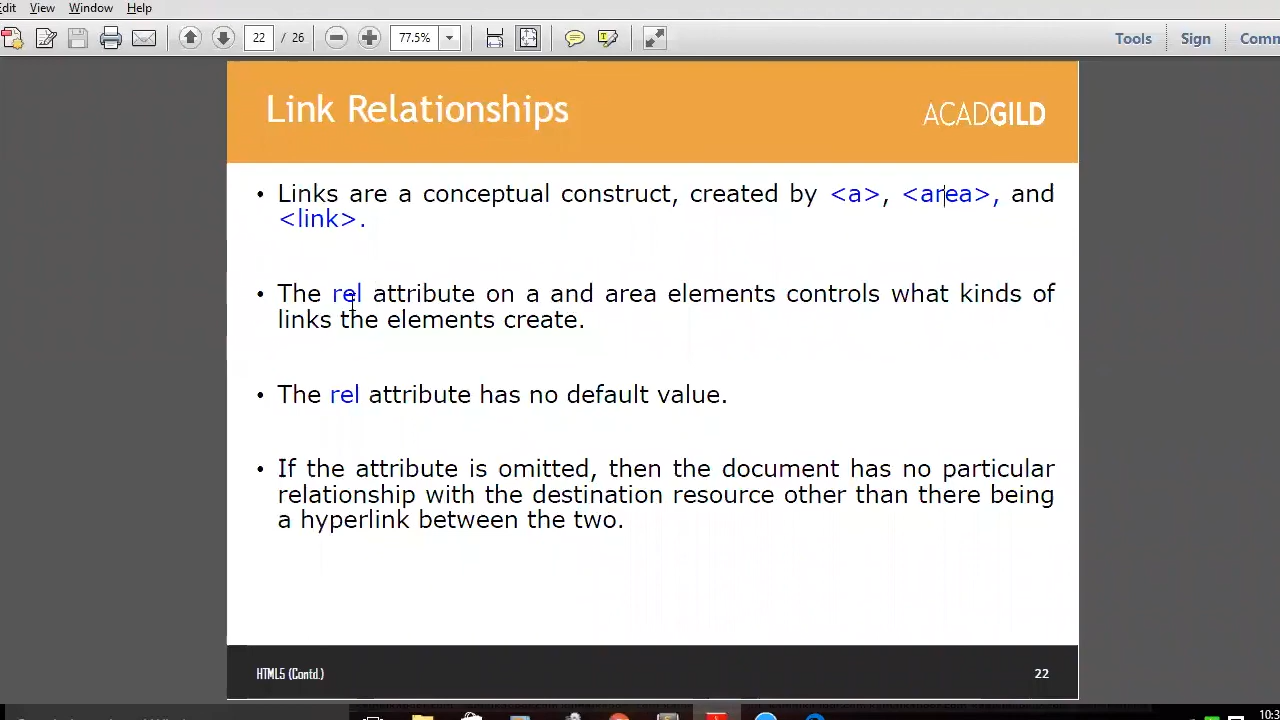 Edit View Window Help
22 / 26 77.5% Tools Sign Comm
Link Relationships
ACADGILD
• Links are a conceptual construct, created by <a>, <area>, and
<link>.
• The rel attribute on a and area elements controls what kinds of
links the elements create.
• The rel attribute has no default value.
• If the attribute is omitted, then the document has no particular
relationship with the destination resource other than there being
a hyperlink between the two.
HTML5 (Contd.)
22